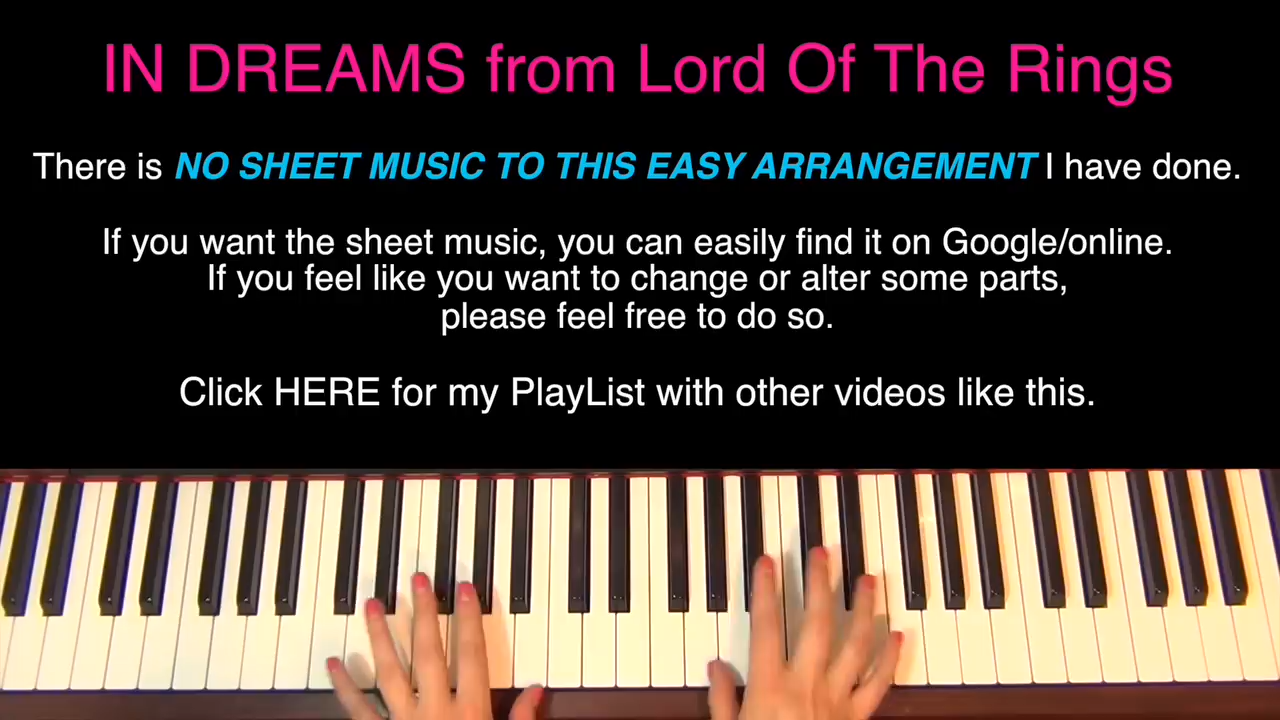 IN DREAMS from Lord Of The Rings
There is NO SHEET MUSIC TO THIS EASY ARRANGEMENT I have done.
If you want the sheet music, you can easily find it on Google/online.
If you feel like you want to change or alter some parts,
please feel free to do so.
Click HERE for my PlayList with other videos like this.